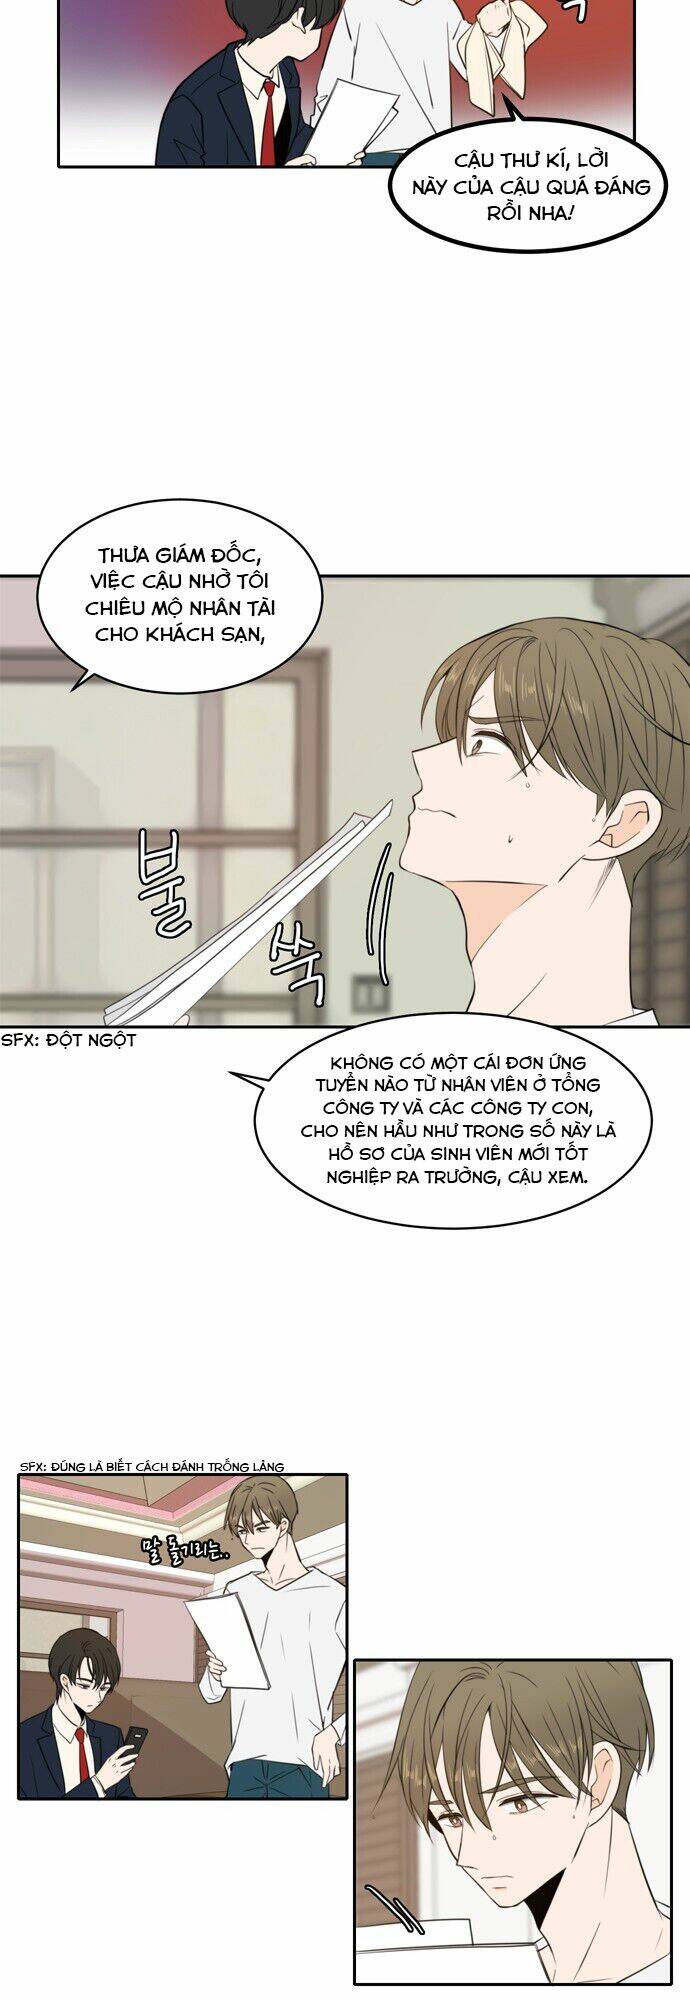 CẬU THƯ KÍ, LỜI
NÀY CỦA CẬU QUÁ ĐÁNG
RỒI NHA!
THƯA GIÁM ĐỐC,
VIỆC CẬU NHỜ TÔI
CHIÊU MỘ NHÂN TÀI
CHO KHÁCH SẠN,
불
쑥
SFX: ĐỘT NGỘT
KHÔNG CÓ MỘT CÁI ĐƠN ỨNG
TUYỂN NÀO TỪ NHÂN VIÊN Ở TỔNG
CÔNG TY VÀ CÁC CÔNG TY CON,
CHO NÊN HẦU NHƯ TRONG SỐ NÀY LÀ
HỒ SƠ CỦA SINH VIÊN MỚI TỐT
NGHIỆP RA TRƯỜNG, CẬU XEM.
SFX: ĐÚNG LÀ BIẾT CÁCH ĐÁNH TRỐNG LẢNG
말 돌기리는..